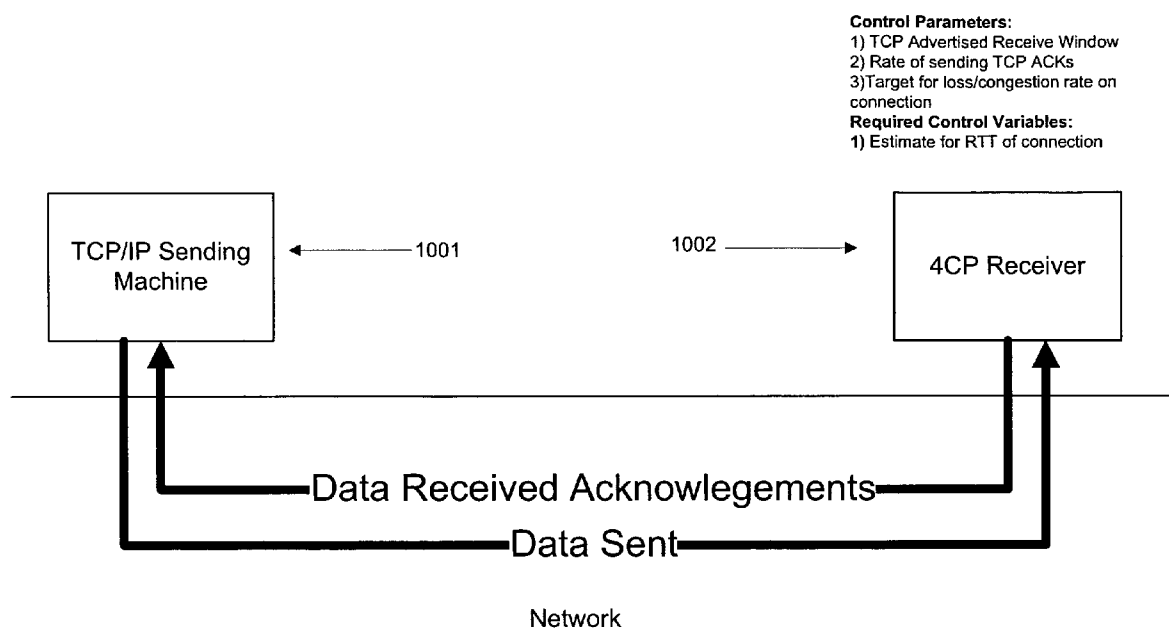 Control Parameters:
1) TCP Advertised Receive Window
2) Rate of sending TCP ACKs
3)Target for loss/congestion rate on
connection
Required Control Variables:
1) Estimate for RTT of connection
TCP/IP Sending
Machine
1001
1002
4CP Receiver
Data Received Acknowlegements
Data Sent
Network